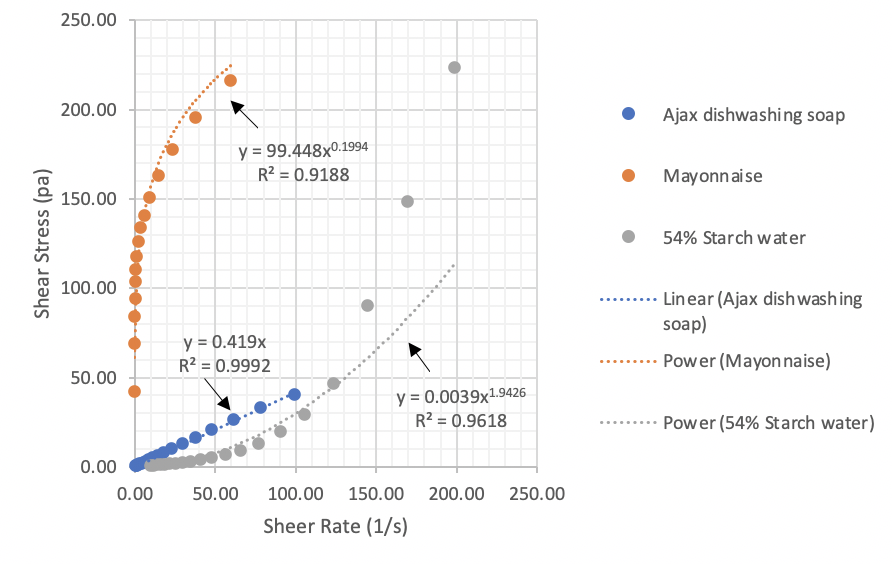 250.00
200.00
150.00
100.00
50.00
0.00
Shear Stress (pa)
0.00 50.00 100.00 150.00 200.00 250.00
Sheer Rate (1/s)
y = 99.448x^0.1994
R² = 0.9188
y = 0.419x
R² = 0.9992
y = 0.0039x^1.9426
R² = 0.9618
Ajax dishwashing soap
Mayonnaise
54% Starch water
Linear (Ajax dishwashing
soap)
Power (Mayonnaise)
Power (54% Starch water)